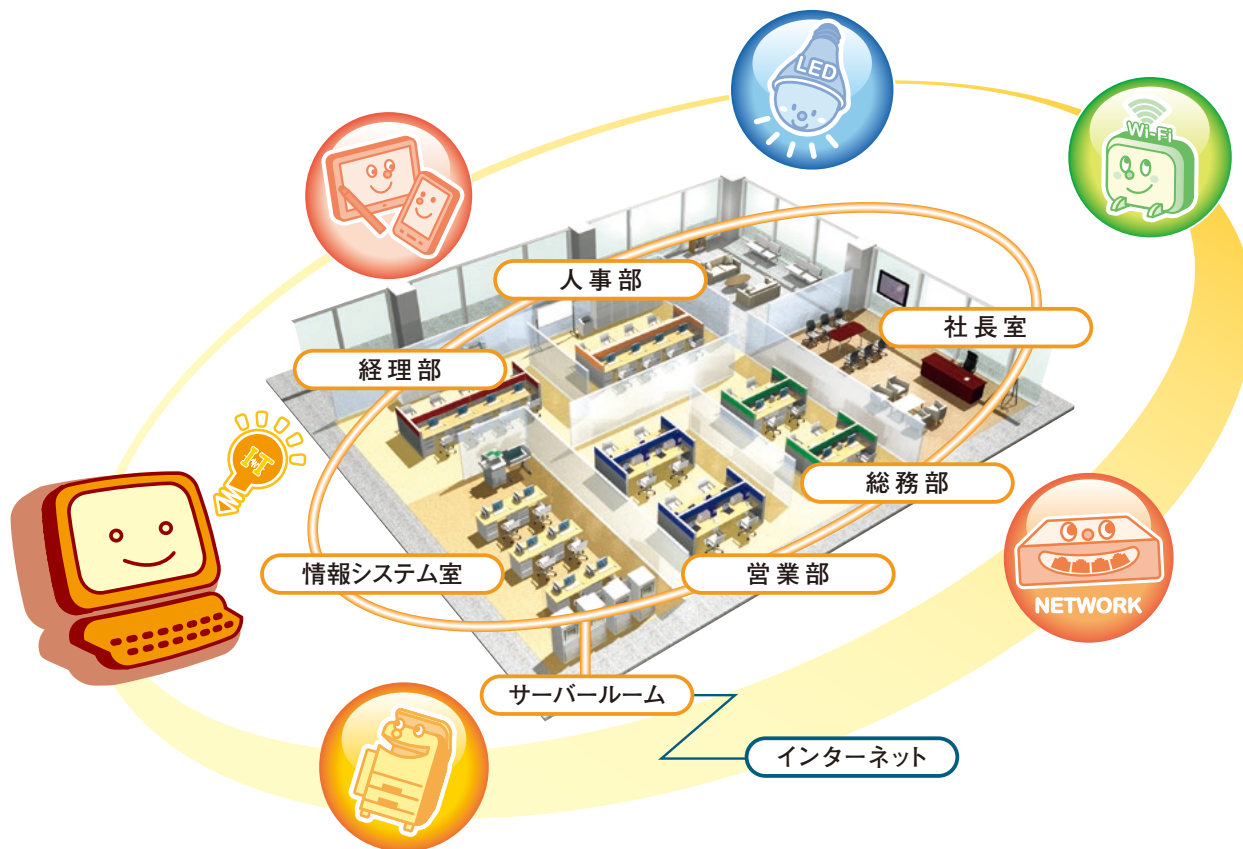 LED
Wi-Fi
人事部
社長室
経理部
I T
総務部
情報システム室
営業部
NETWORK
サーバールーム
インターネット